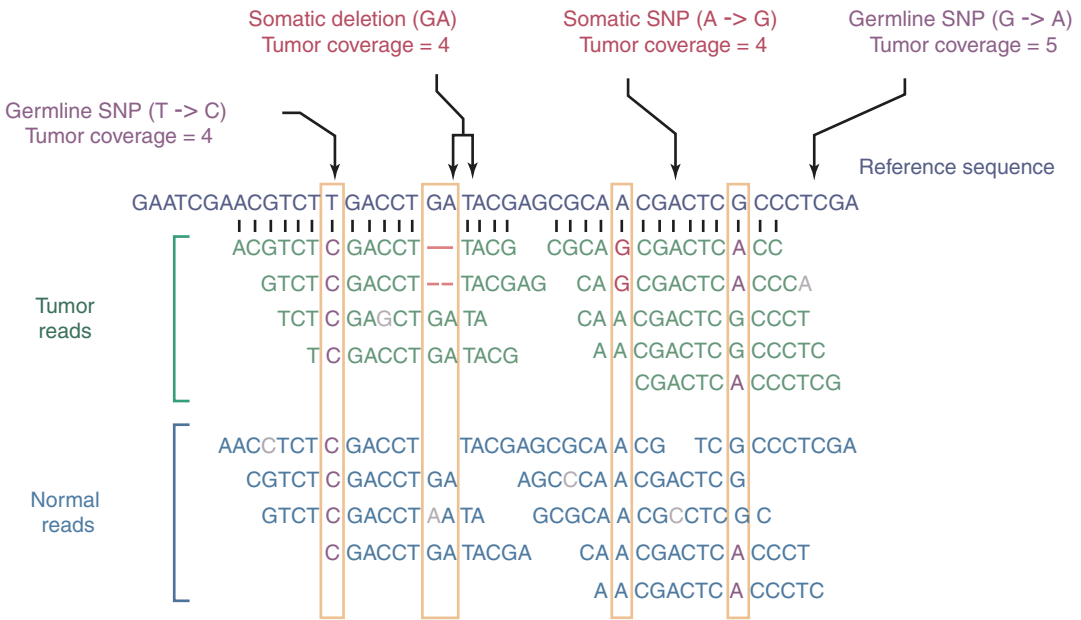 Somatic deletion (GA)
Tumor coverage = 4
Somatic SNP (A -> G)
Tumor coverage = 4
Germline SNP (G -> A)
Tumor coverage = 5
Germline SNP (T -> C)
Tumor coverage = 4
Reference sequence
GAATCGAACGTCTT T GACCT GA TACGAGCGCAA A CGACTC G CCCTCGA
Tumor
reads
ACGTCT C GACCT — TACG CGCA G CGACTC A CC
GTCT C GACCT -- TACGAG CA G CGACTC A CCCA
TCT C GAGCT GA TA CA A CGACTC G CCCT
T C GACCT GA TACG A A CGACTC G CCCTC
CGACTC A CCCTCG
Normal
reads
AACCTCT C GACCT TACGAGCGCAA A CG TC G CCCTCGA
CGTCT C GACCT GA AGCCCA A CGACTC G
GTCT C GACCT AA TA GCGCAA A CGCCTC G C
C GACCT GA TACGA CA A CGACTC A CCCT
A A CGACTC A CCCTC